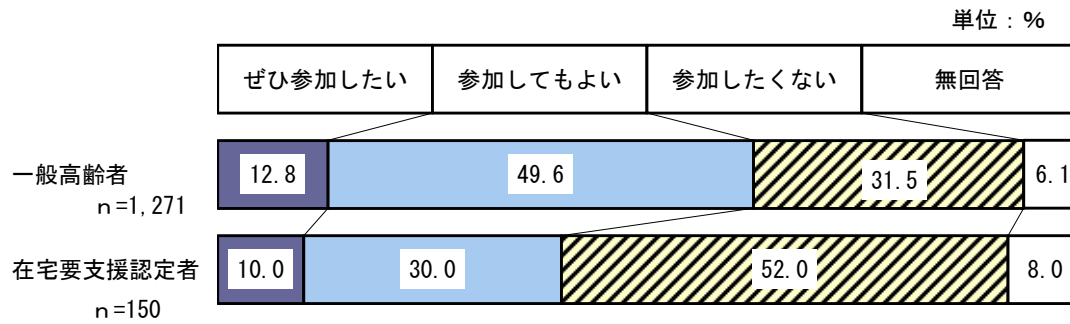 単位：％
ぜひ参加したい 参加してもよい 参加したくない 無回答
一般高齢者 12.8 49.6 31.5 6.1
ｎ=1,271
在宅要支援認定者 10.0 30.0 52.0 8.0
ｎ=150